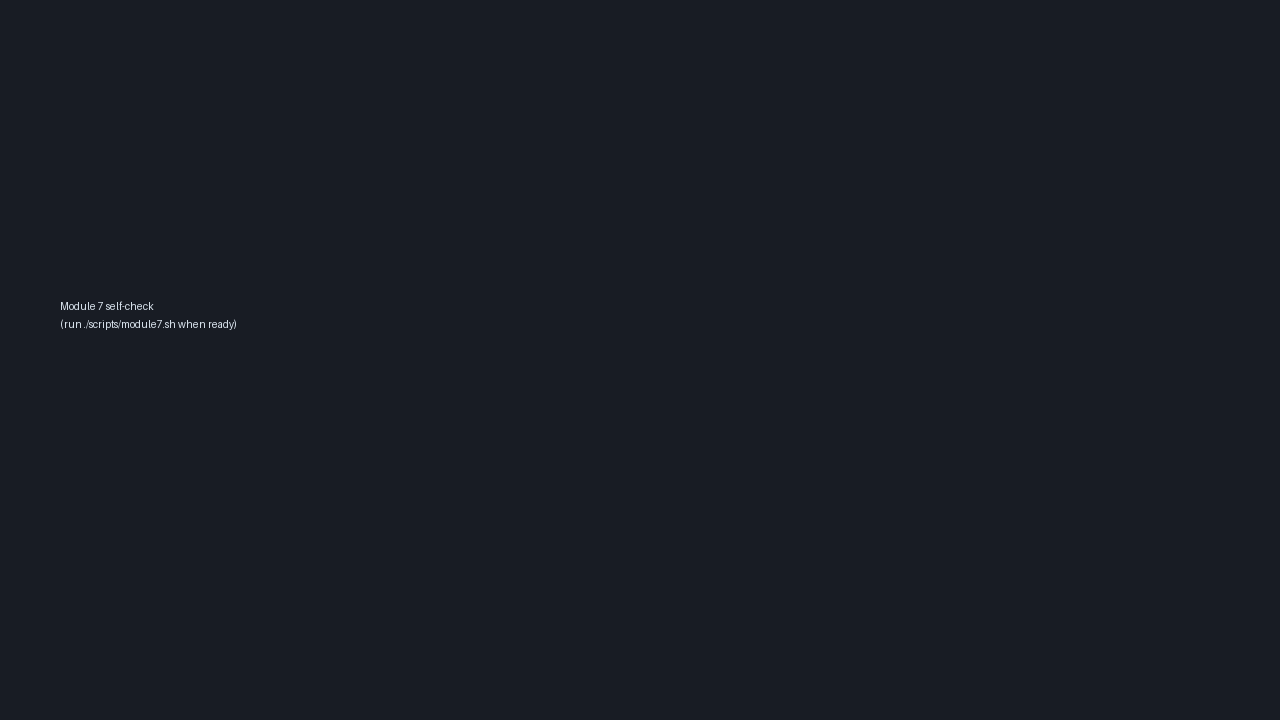 Module 7 self-check
(run ./scripts/module7.sh when ready)